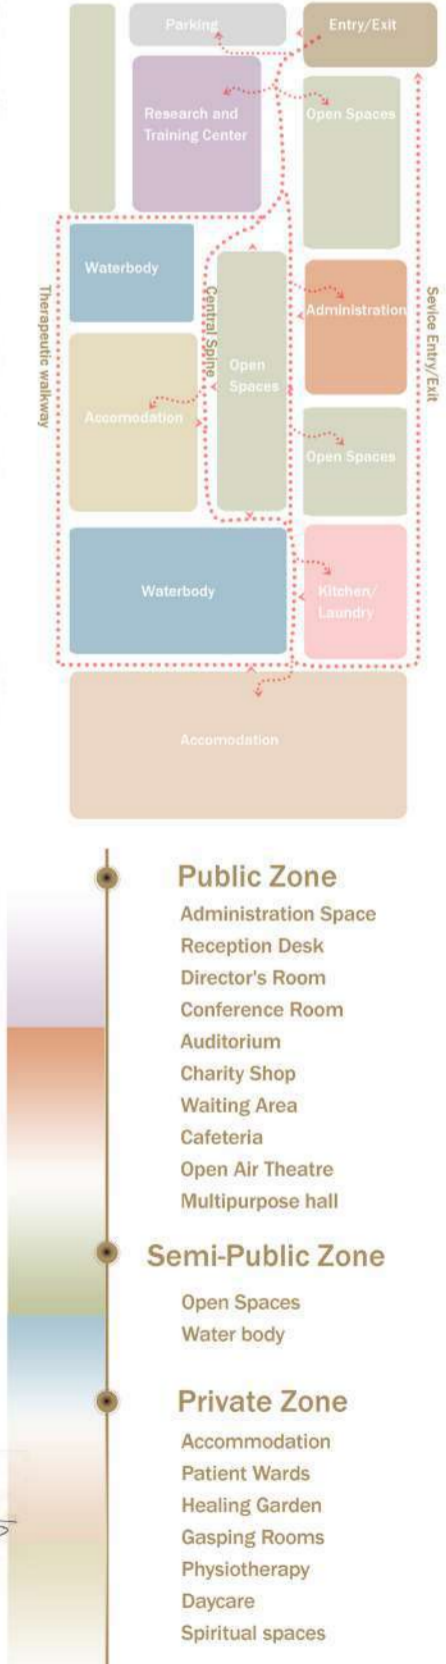 Parking
Entry/Exit
Research and
Training Center
Open Spaces
Waterbody
Therapeutic walkway
Central Spine
Administration
Sevice Entry/Exit
Open
Spaces
Accomodation
Open Spaces
Waterbody
Kitchen/
Laundry
Accomodation
Public Zone
Administration Space
Reception Desk
Director's Room
Conference Room
Auditorium
Charity Shop
Waiting Area
Cafeteria
Open Air Theatre
Multipurpose hall
Semi-Public Zone
Open Spaces
Water body
Private Zone
Accommodation
Patient Wards
Healing Garden
Gasping Rooms
Physiotherapy
Daycare
Spiritual spaces